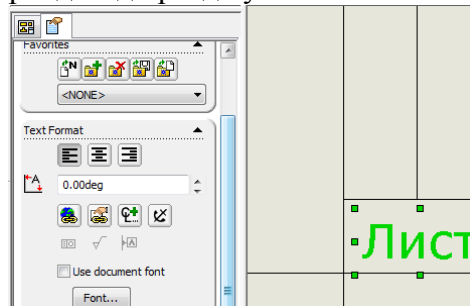 Favorites
<NONE>
Text Format
0.00deg
Use document font
Font...
Лист